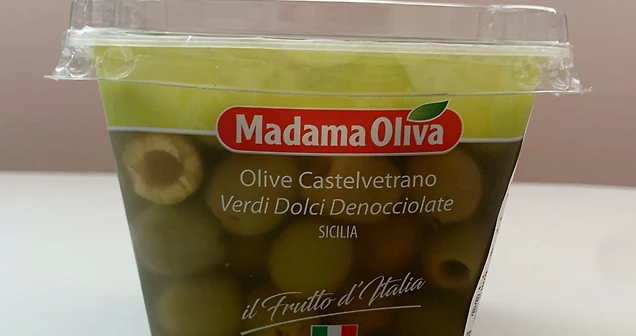 Madama Oliva
Olive Castelvetrano
Verdi Dolci Denocciolate
SICILIA
il Frutto d'Italia